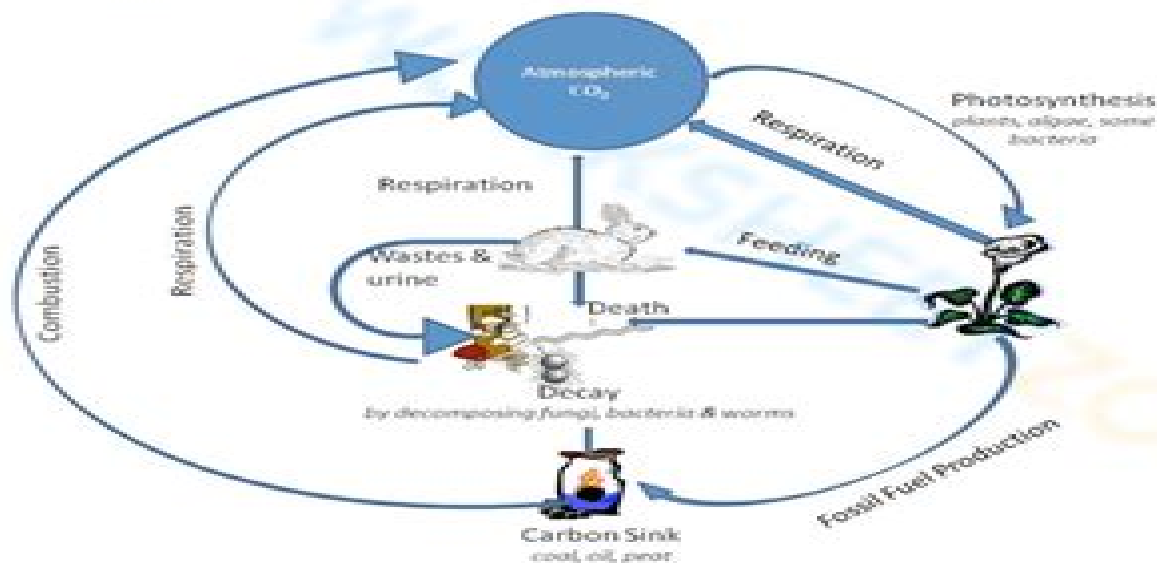 Atmospheric
CO₂
Photosynthesis
plants, algae, some
bacteria
Respiration
Respiration
Feeding
Wastes &
urine
Respiration
Combustion
Death
Decay
by decomposing fungi, bacteria & worms
Fossil Fuel Production
Carbon Sink
coal, oil, peat